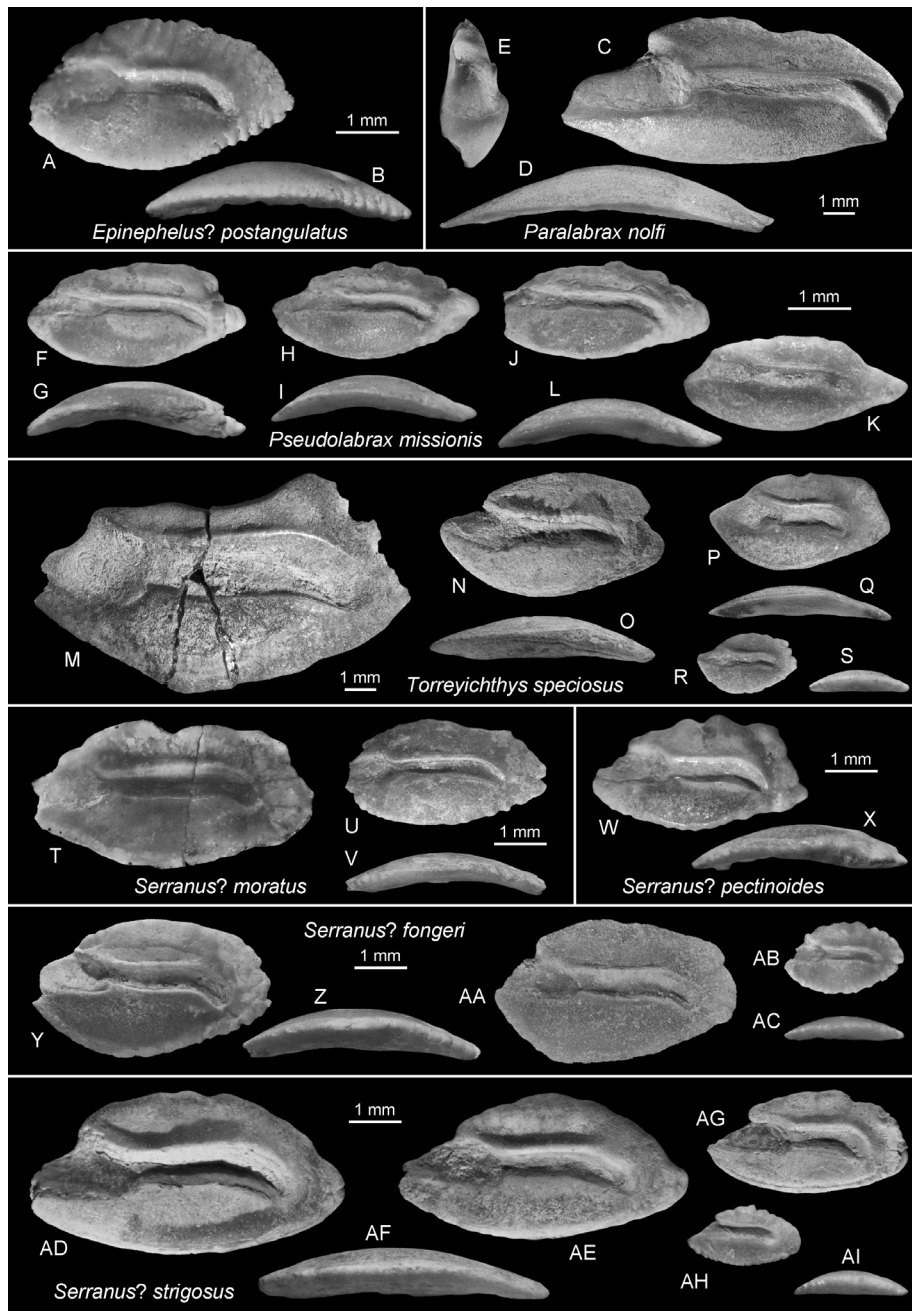 A
1 mm
B
Epinephelus? postangulatus
E
C
D
1 mm
Paralabrax nolfi
F
H
J
1 mm
G
I
L
K
Pseudolabrax missionis
M
1 mm
N
O
P
Q
R
S
Torreyichthys speciosus
T
U
1 mm
V
Serranus? moratus
W
1 mm
X
Serranus? pectinoides
Serranus? fongeri
1 mm
Y
Z
AA
AB
AC
AD
1 mm
AE
AF
AG
AH
AI
Serranus? strigosus